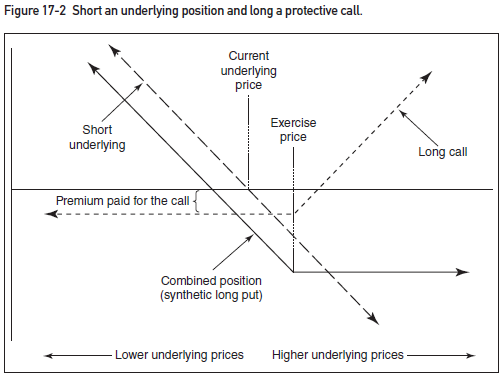 Figure 17-2 Short an underlying position and long a protective call.
Current
underlying
price
Exercise
price
Short
underlying
Long call
Premium paid for the call
Combined position
(synthetic long put)
Lower underlying prices
Higher underlying prices